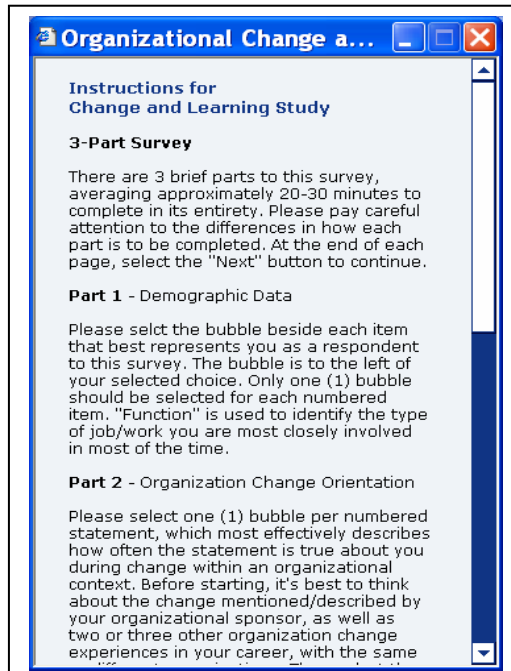 Organizational Change a...
Instructions for
Change and Learning Study
3-Part Survey
There are 3 brief parts to this survey,
averaging approximately 20-30 minutes to
complete in its entirety. Please pay careful
attention to the differences in how each
part is to be completed. At the end of each
page, select the "Next" button to continue.
Part 1 - Demographic Data
Please selct the bubble beside each item
that best represents you as a respondent
to this survey. The bubble is to the left of
your selected choice. Only one (1) bubble
should be selected for each numbered
item. "Function" is used to identify the type
of job/work you are most closely involved
in most of the time.
Part 2 - Organization Change Orientation
Please select one (1) bubble per numbered
statement, which most effectively describes
how often the statement is true about you
during change within an organizational
context. Before starting, it's best to think
about the change mentioned/described by
your organizational sponsor, as well as
two or three other organization change
experiences in your career, with the same